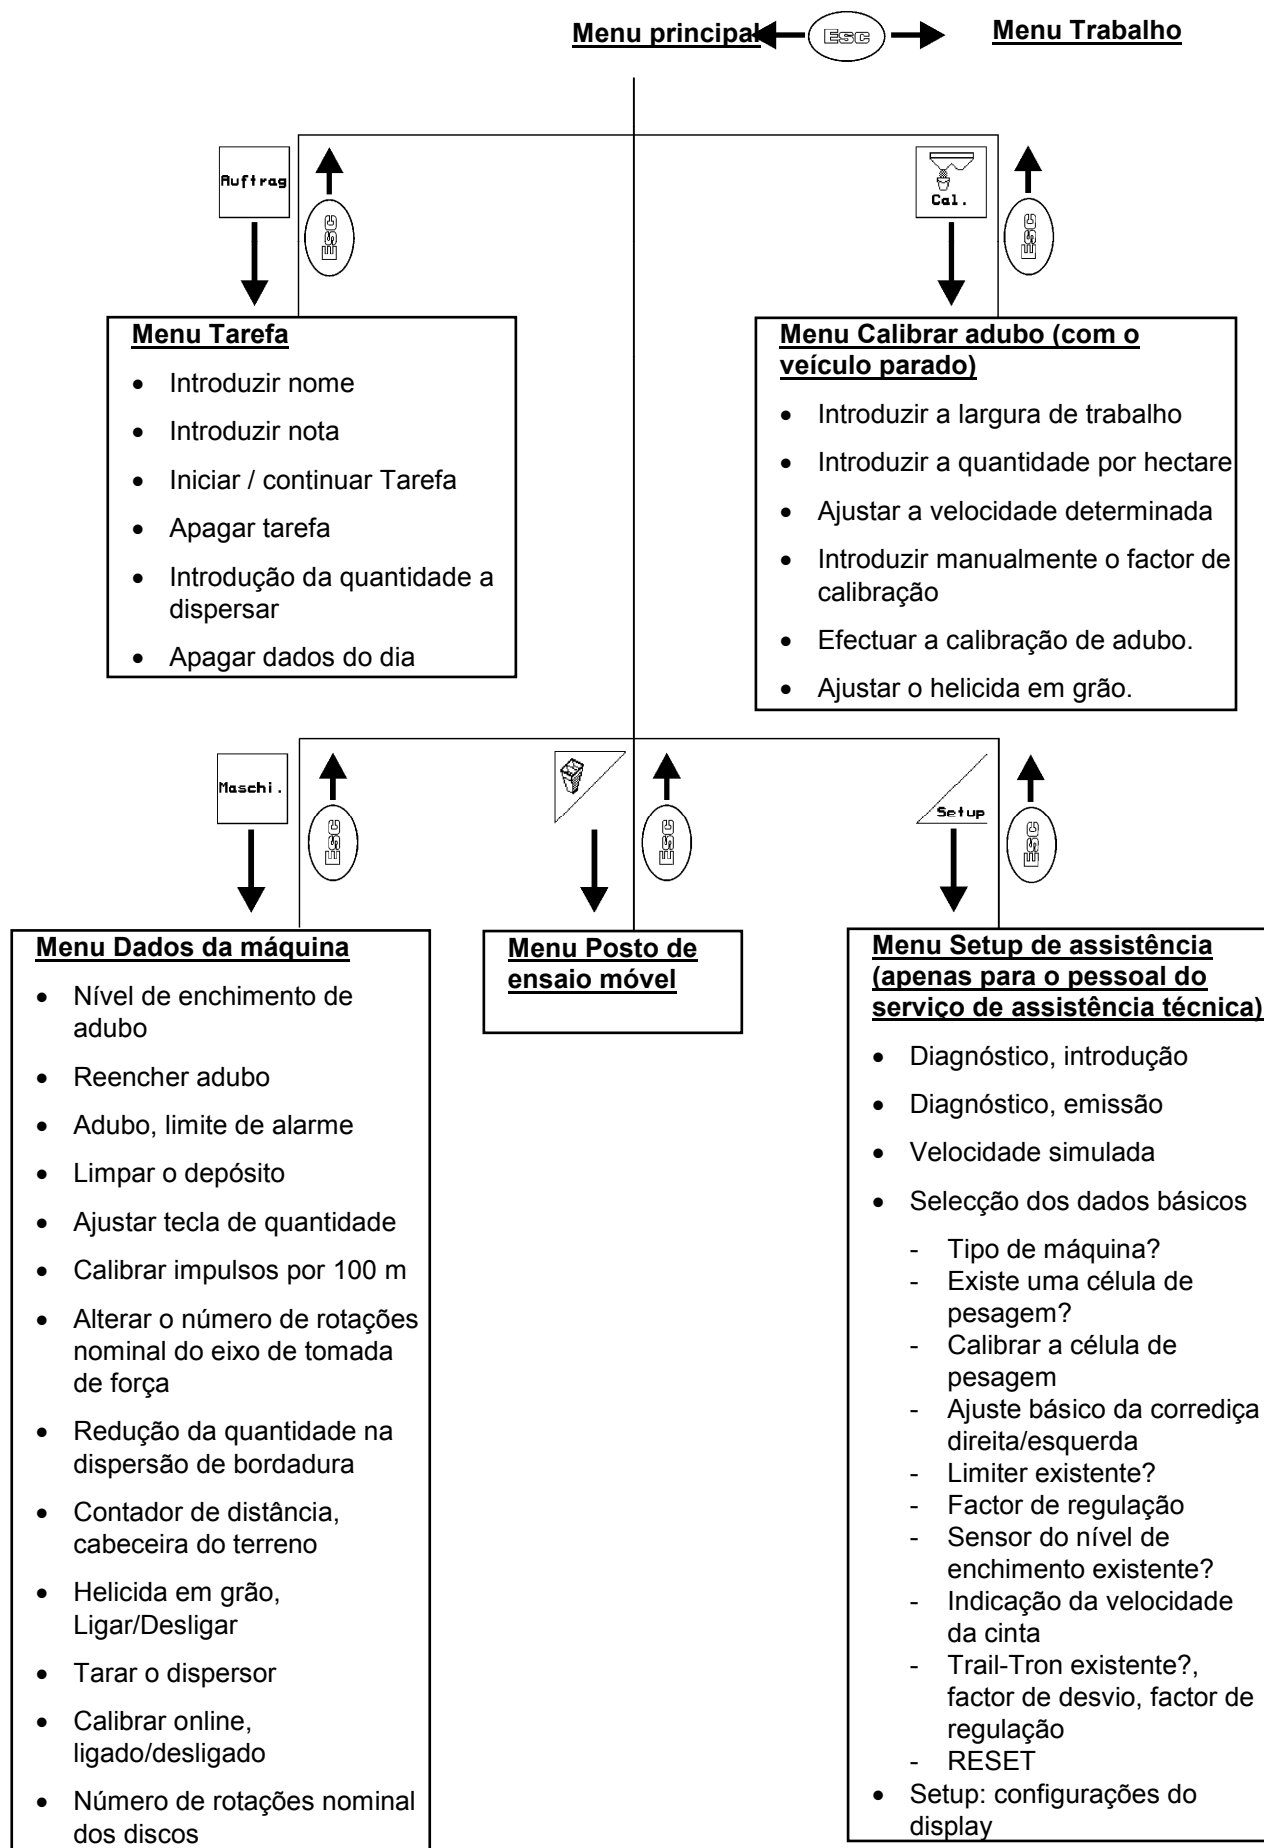 Menu principal
Esc
Menu Trabalho
Auftrag
ESC
Cal.
ESC
Menu Tarefa
• Introduzir nome
• Introduzir nota
• Iniciar / continuar Tarefa
• Apagar tarefa
• Introdução da quantidade a
dispersar
• Apagar dados do dia
Menu Calibrar adubo (com o
veículo parado)
• Introduzir a largura de trabalho
• Introduzir a quantidade por hectare
• Ajustar a velocidade determinada
• Introduzir manualmente o factor de
calibração
• Efectuar a calibração de adubo.
• Ajustar o helicida em grão.
Maschi.
ESC
ESC
Setup
ESC
Menu Dados da máquina
• Nível de enchimento de
adubo
• Reencher adubo
• Adubo, limite de alarme
• Limpar o depósito
• Ajustar tecla de quantidade
• Calibrar impulsos por 100 m
• Alterar o número de rotações
nominal do eixo de tomada
de força
• Redução da quantidade na
dispersão de bordadura
• Contador de distância,
cabeceira do terreno
• Helicida em grão,
Ligar/Desligar
• Tarar o dispersor
• Calibrar online,
ligado/desligado
• Número de rotações nominal
dos discos
Menu Posto de
ensaio móvel
Menu Setup de assistência
(apenas para o pessoal do
serviço de assistência técnica)
• Diagnóstico, introdução
• Diagnóstico, emissão
• Velocidade simulada
• Selecção dos dados básicos
- Tipo de máquina?
- Existe uma célula de
pesagem?
- Calibrar a célula de
pesagem
- Ajuste básico da corrediça
direita/esquerda
- Limiter existente?
- Factor de regulação
- Sensor do nível de
enchimento existente?
- Indicação da velocidade
da cinta
- Trail-Tron existente?,
factor de desvio, factor de
regulação
- RESET
• Setup: configurações do
display